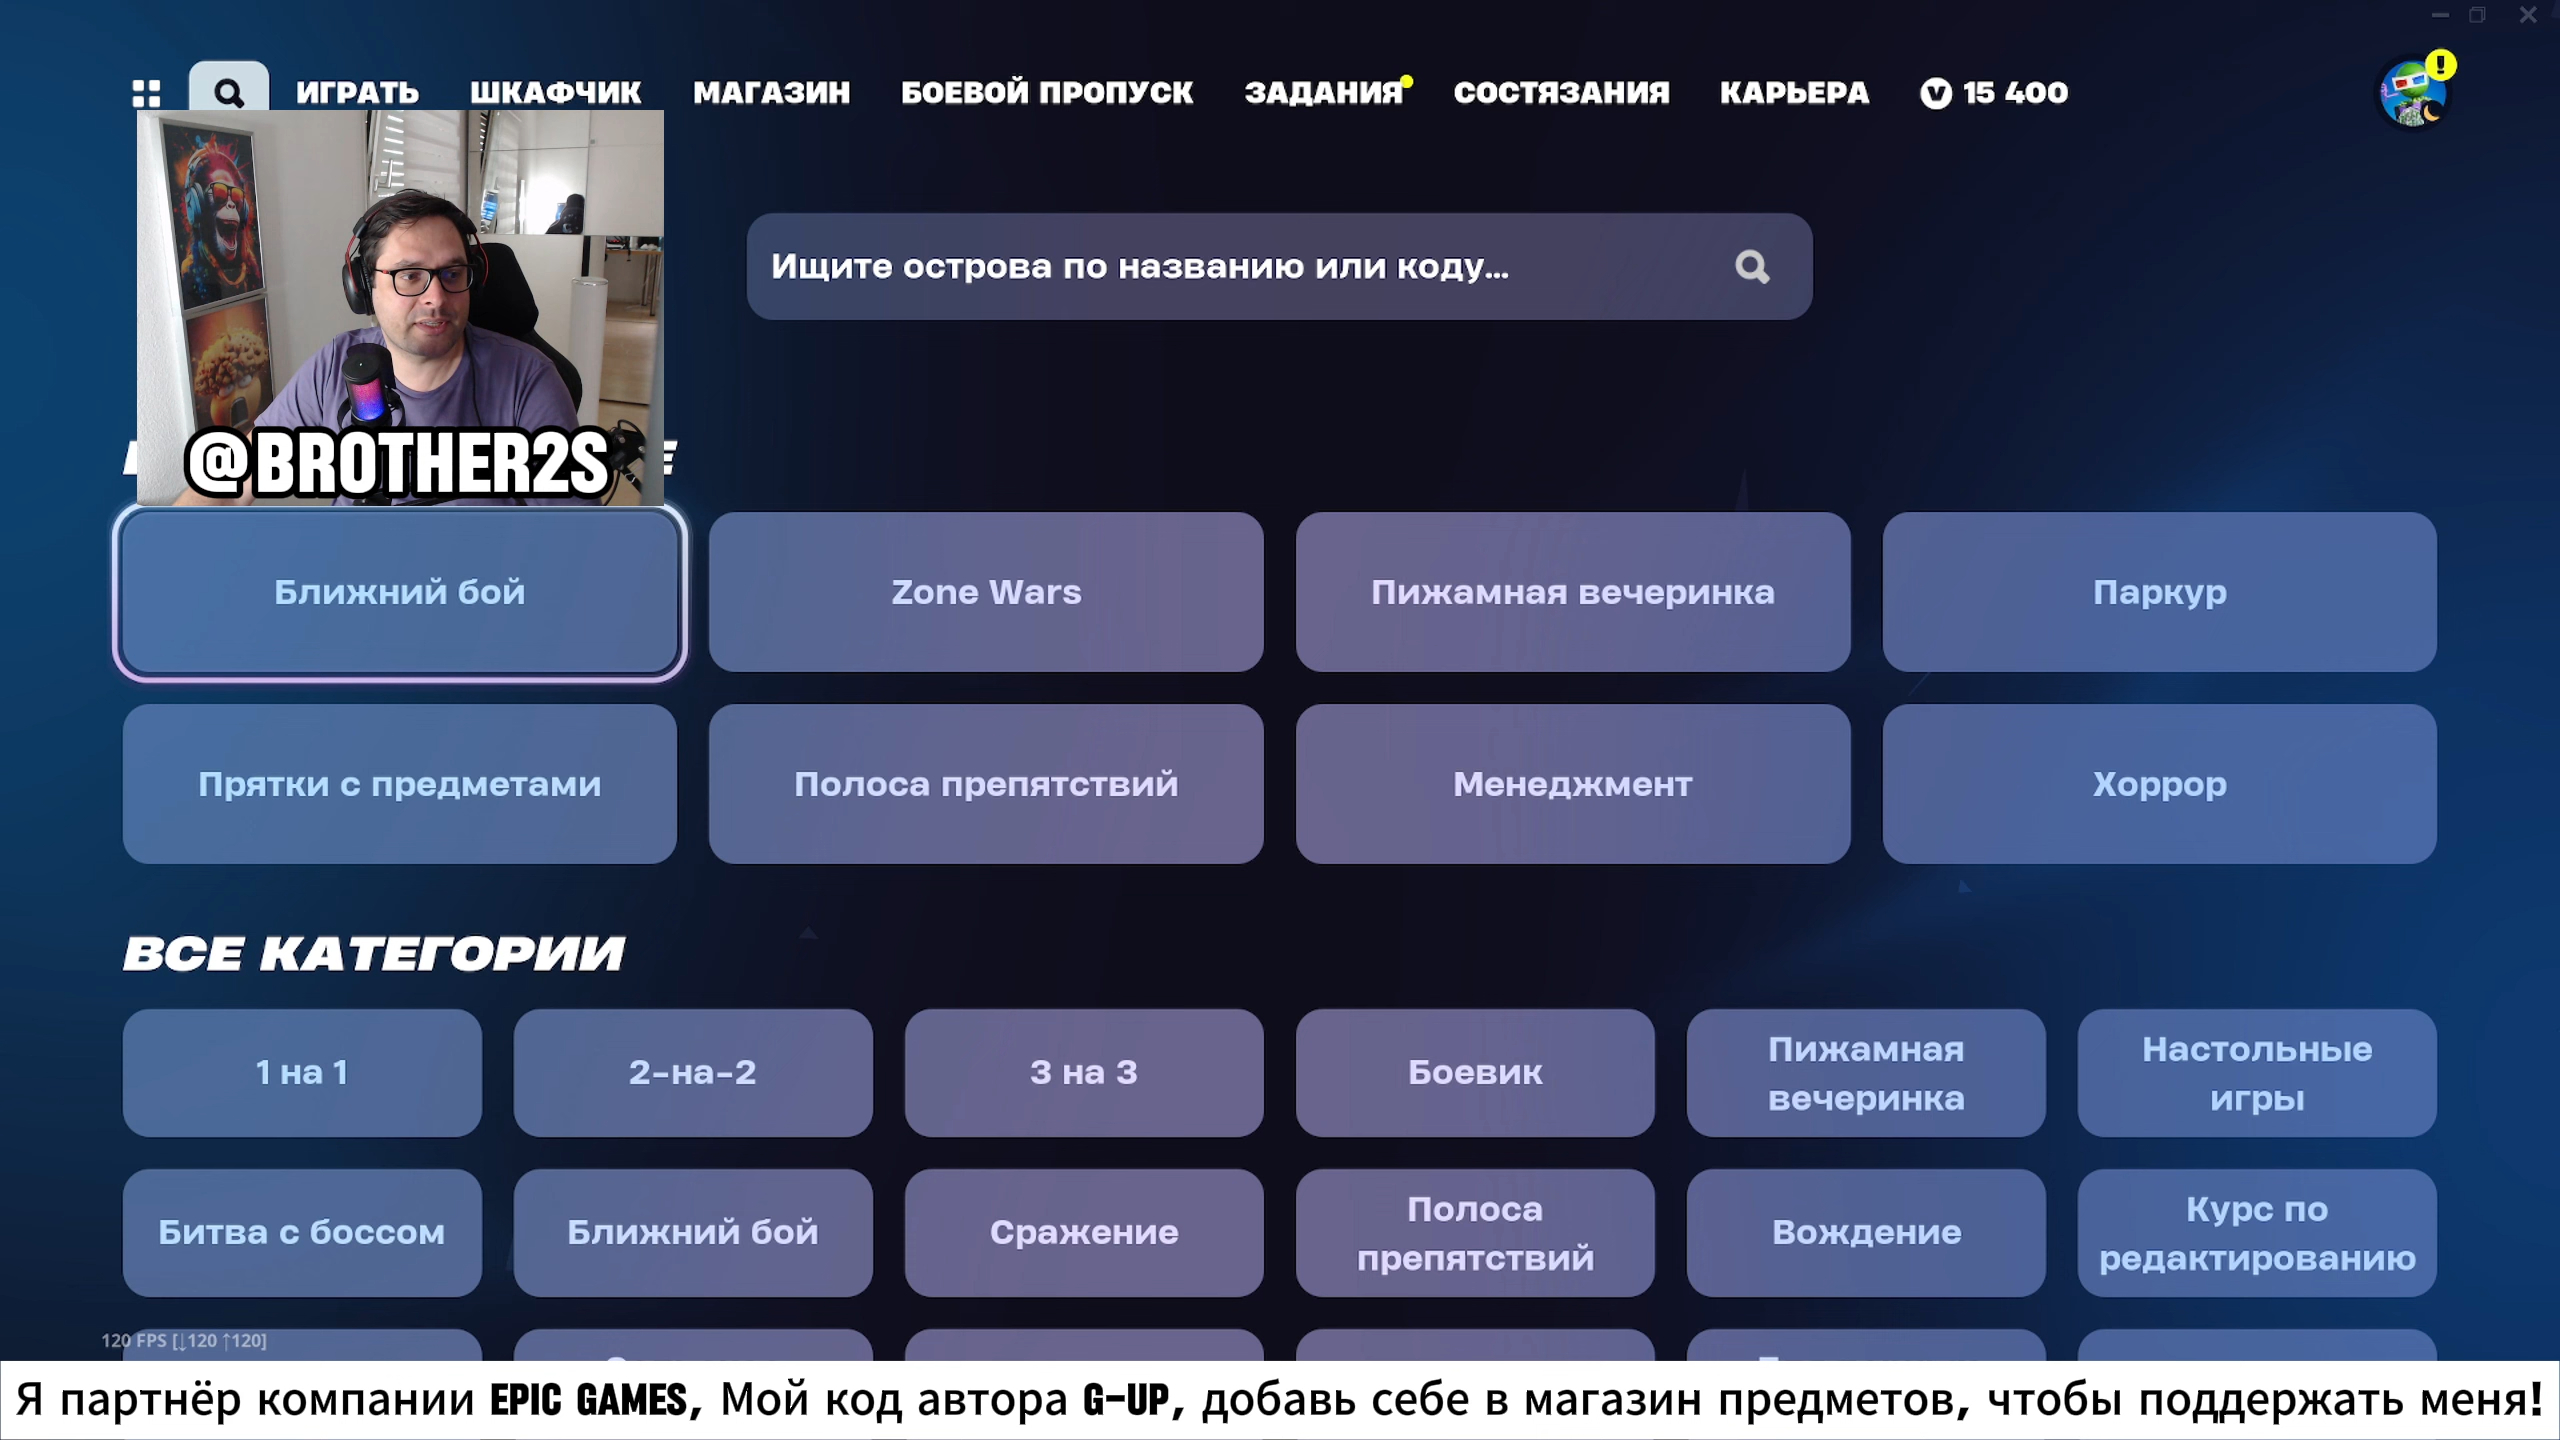 ИГРАТЬ ШКАФЧИК МАГАЗИН БОЕВОЙ ПРОПУСК ЗАДАНИЯ СОСТЯЗАНИЯ КАРЬЕРА 15 400
Ищите острова по названию или коду...
@BROTHER2S
Ближний бой Zone Wars Пижамная вечеринка Паркур
Прятки с предметами Полоса препятствий Менеджмент Хоррор
ВСЕ КАТЕГОРИИ
1 на 1 2-на-2 3 на 3 Боевик Пижамная вечеринка Настольные игры
Битва с боссом Ближний бой Сражение Полоса препятствий Вождение Курс по редактированию
120 FPS [↓120 ↑120]
Я партнёр компании EPIC GAMES, Мой код автора G-UP, добавь себе в магазин предметов, чтобы поддержать меня!